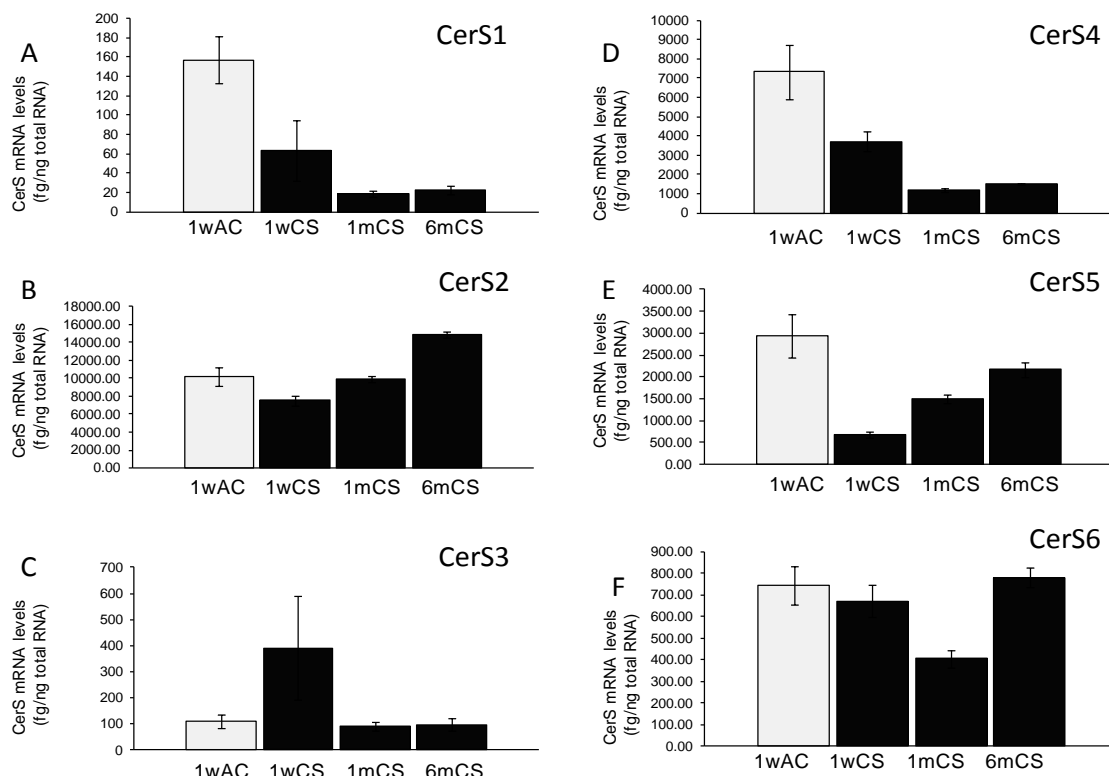 A
CerS1
CerS mRNA levels
(fg/ng total RNA)
200
180
160
140
120
100
80
60
40
20
0
1wAC 1wCS 1mCS 6mCS
B
CerS2
CerS mRNA levels
(fg/ng total RNA)
18000.00
16000.00
14000.00
12000.00
10000.00
8000.00
6000.00
4000.00
2000.00
0.00
1wAC 1wCS 1mCS 6mCS
C
CerS3
CerS mRNA levels
(fg/ng total RNA)
700
600
500
400
300
200
100
0
1wAC 1wCS 1mCS 6mCS
D
CerS4
CerS mRNA levels
(fg/ng total RNA)
10000
9000
8000
7000
6000
5000
4000
3000
2000
1000
0
1wAC 1wCS 1mCS 6mCS
E
CerS5
CerS mRNA levels
(fg/ng total RNA)
4000.00
3500.00
3000.00
2500.00
2000.00
1500.00
1000.00
500.00
0.00
1wAC 1wCS 1mCS 6mCS
F
CerS6
CerS mRNA levels
(fg/ng total RNA)
900.00
800.00
700.00
600.00
500.00
400.00
300.00
200.00
100.00
0.00
1wAC 1wCS 1mCS 6mCS